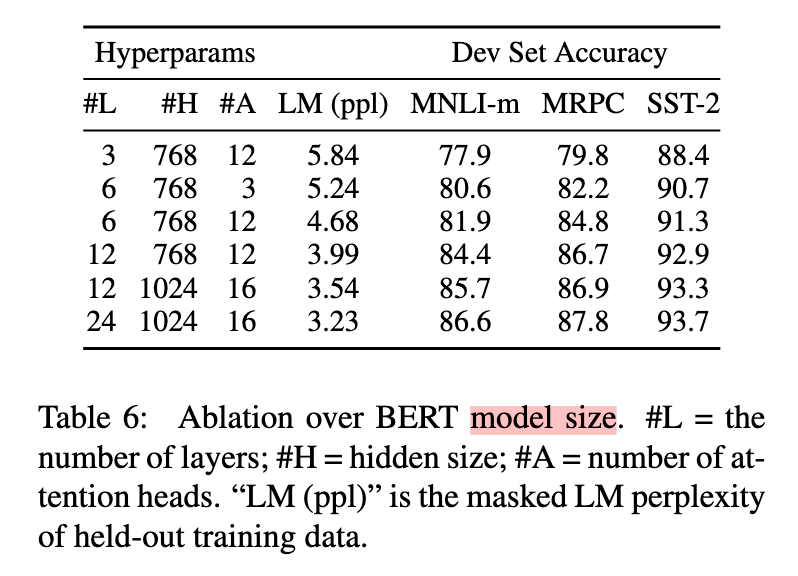 Hyperparams Dev Set Accuracy
#L #H #A LM (ppl) MNLI-m MRPC SST-2
3 768 12 5.84 77.9 79.8 88.4
6 768 3 5.24 80.6 82.2 90.7
6 768 12 4.68 81.9 84.8 91.3
12 768 12 3.99 84.4 86.7 92.9
12 1024 16 3.54 85.7 86.9 93.3
24 1024 16 3.23 86.6 87.8 93.7
Table 6: Ablation over BERT model size. #L = the
number of layers; #H = hidden size; #A = number of at-
tention heads. “LM (ppl)” is the masked LM perplexity
of held-out training data.